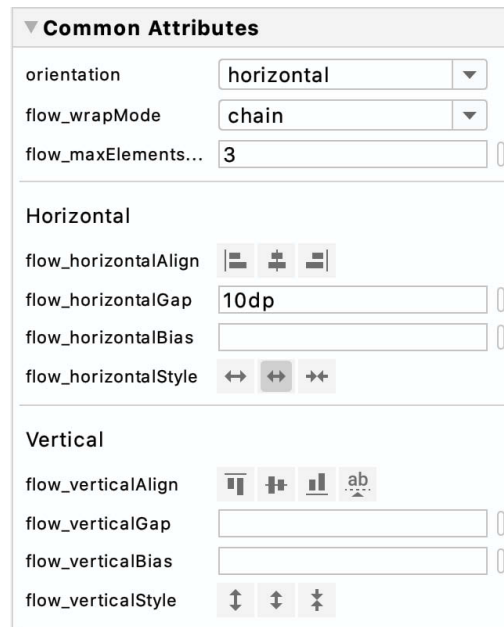 Common Attributes
orientation horizontal
flow_wrapMode chain
flow_maxElements... 3
Horizontal
flow_horizontalAlign
flow_horizontalGap 10dp
flow_horizontalBias
flow_horizontalStyle
Vertical
flow_verticalAlign ab
flow_verticalGap
flow_verticalBias
flow_verticalStyle